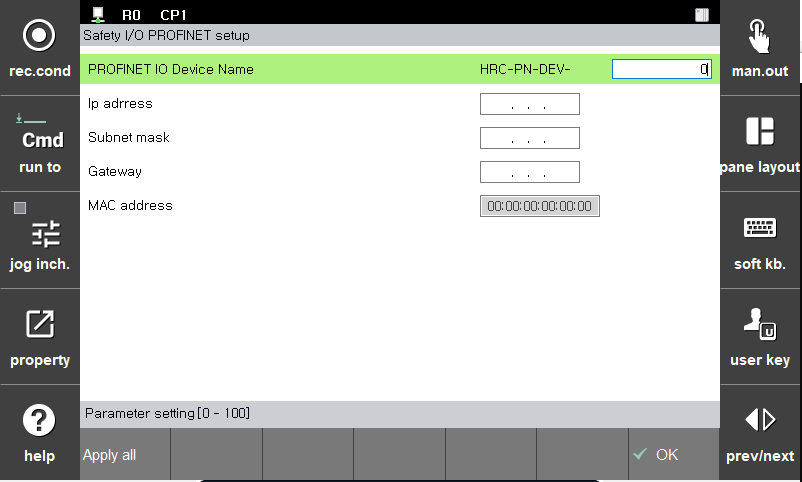 R0 CP1
Safety I/O PROFINET setup
rec.cond
Cmd
run to
jog inch.
property
help
PROFINET IO Device Name HRC-PN-DEV- 0
Ip adrress . . .
Subnet mask . . .
Gateway . . .
MAC address 00:00:00:00:00:00
Parameter setting[0 - 100]
Apply all
OK
man.out
pane layout
soft kb.
U
user key
prev/next